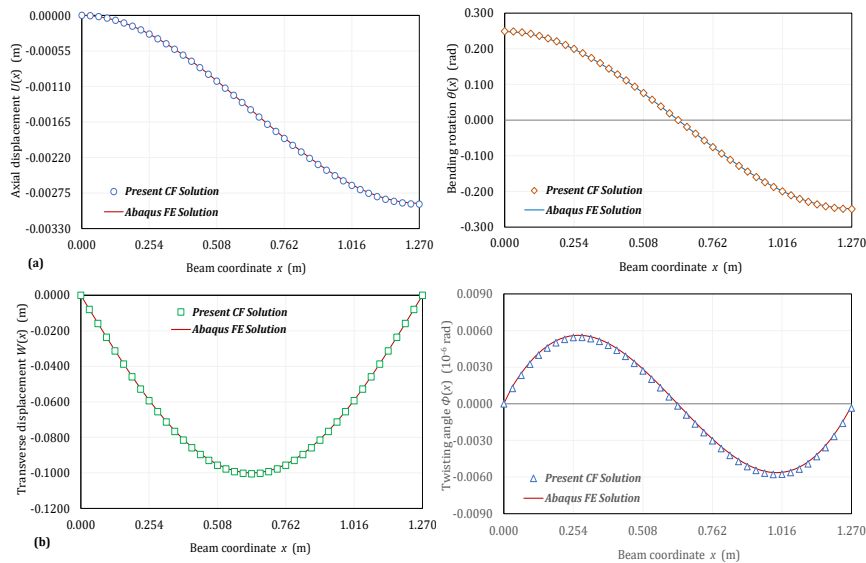 0.00000
-0.00055
-0.00110
-0.00165
-0.00220
-0.00275
-0.00330
Axial displacement U(x) (m)
Present CF Solution
Abaqus FE Solution
0.000 0.254 0.508 0.762 1.016 1.270
Beam coordinate x (m)
(a)
0.300
0.200
0.100
0.000
-0.100
-0.200
-0.300
Bending rotation θ(x) (rad)
Present CF Solution
Abaqus FE Solution
0.000 0.254 0.508 0.762 1.016 1.270
Beam coordinate x (m)
0.0000
-0.0200
-0.0400
-0.0600
-0.0800
-0.1000
-0.1200
Transverse displacement W(x) (m)
Present CF Solution
Abaqus FE Solution
0.000 0.254 0.508 0.762 1.016 1.270
Beam coordinate x (m)
(b)
0.0090
0.0060
0.0030
0.0000
-0.0030
-0.0060
-0.0090
Twisting angle Φ(x) (10⁻⁶ rad)
Present CF Solution
Abaqus FE Solution
0.000 0.254 0.508 0.762 1.016 1.270
Beam coordinate x (m)